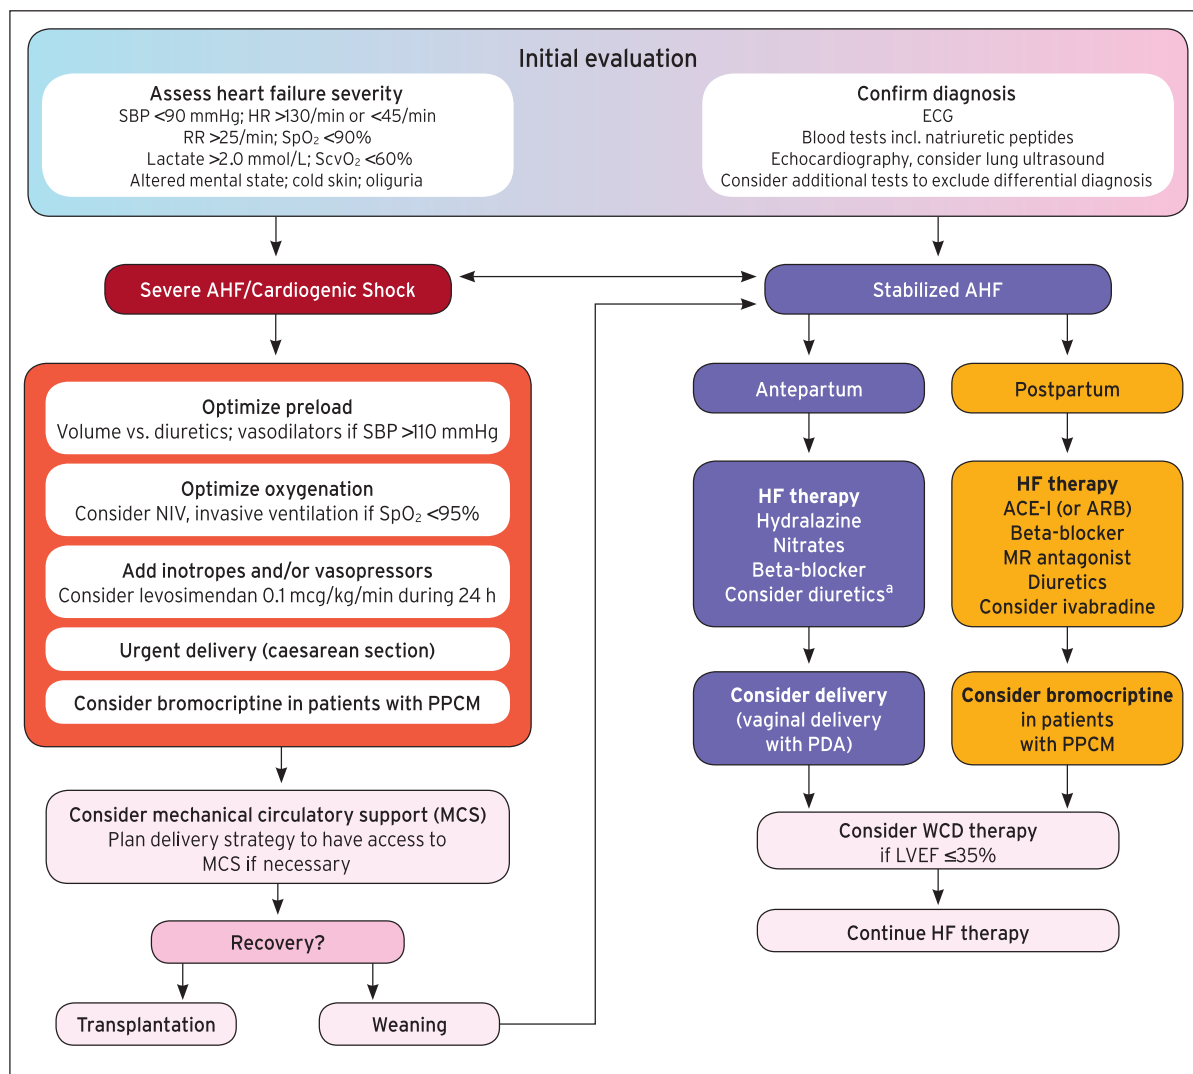 Initial evaluation
Assess heart failure severity
SBP <90 mmHg; HR >130/min or <45/min
RR >25/min; SpO₂ <90%
Lactate >2.0 mmol/L; ScvO₂ <60%
Altered mental state; cold skin; oliguria
Confirm diagnosis
ECG
Blood tests incl. natriuretic peptides
Echocardiography, consider lung ultrasound
Consider additional tests to exclude differential diagnosis
Severe AHF/Cardiogenic Shock
Stabilized AHF
Optimize preload
Volume vs. diuretics; vasodilators if SBP >110 mmHg
Optimize oxygenation
Consider NIV, invasive ventilation if SpO₂ <95%
Add inotropes and/or vasopressors
Consider levosimendan 0.1 mcg/kg/min during 24 h
Urgent delivery (caesarean section)
Consider bromocriptine in patients with PPCM
Consider mechanical circulatory support (MCS)
Plan delivery strategy to have access to
MCS if necessary
Recovery?
Transplantation
Weaning
Antepartum
HF therapy
Hydralazine
Nitrates
Beta-blocker
Consider diureticsᵃ
Consider delivery
(vaginal delivery
with PDA)
Postpartum
HF therapy
ACE-I (or ARB)
Beta-blocker
MR antagonist
Diuretics
Consider ivabradine
Consider bromocriptine
in patients
with PPCM
Consider WCD therapy
if LVEF ≤35%
Continue HF therapy